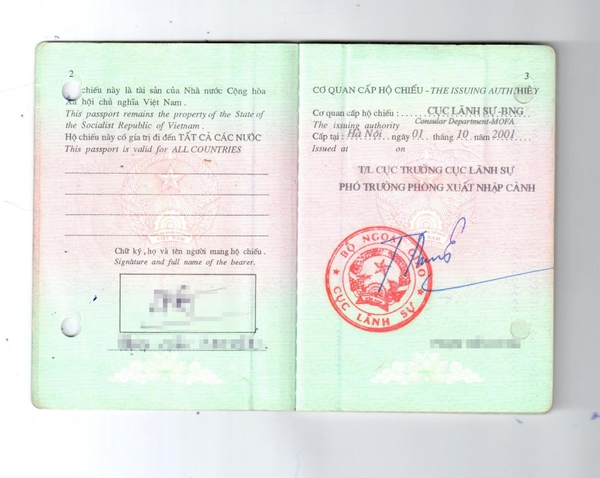 2
chiếu này là tài sản của Nhà nước Cộng hòa
Xã hội chủ nghĩa Việt Nam.
This passport remains the property of the State of
the Socialist Republic of Vietnam.
Hộ chiếu này có gia trị đi đến TẤT CẢ CÁC NƯỚC
This passport is valid for ALL COUNTRIES
Chữ ký, họ và tên người mang hộ chiếu.
Signature and full name of the bearer.
3
CƠ QUAN CẤP HỘ CHIẾU - THE ISSUING AUTHORITY
Cơ quan cấp hộ chiếu : CỤC LÃNH SỰ-BNG
The issuing authority Consular Department-MOFA
Cấp tại : Hà Nội . ngày 01 tháng 10 năm 2001
Issued at on
T/L CỤC TRƯỞNG CỤC LÃNH SỰ
PHÓ TRƯỞNG PHÒNG XUẤT NHẬP CẢNH
BỘ NGOẠI GIAO
CỤC LÃNH SỰ